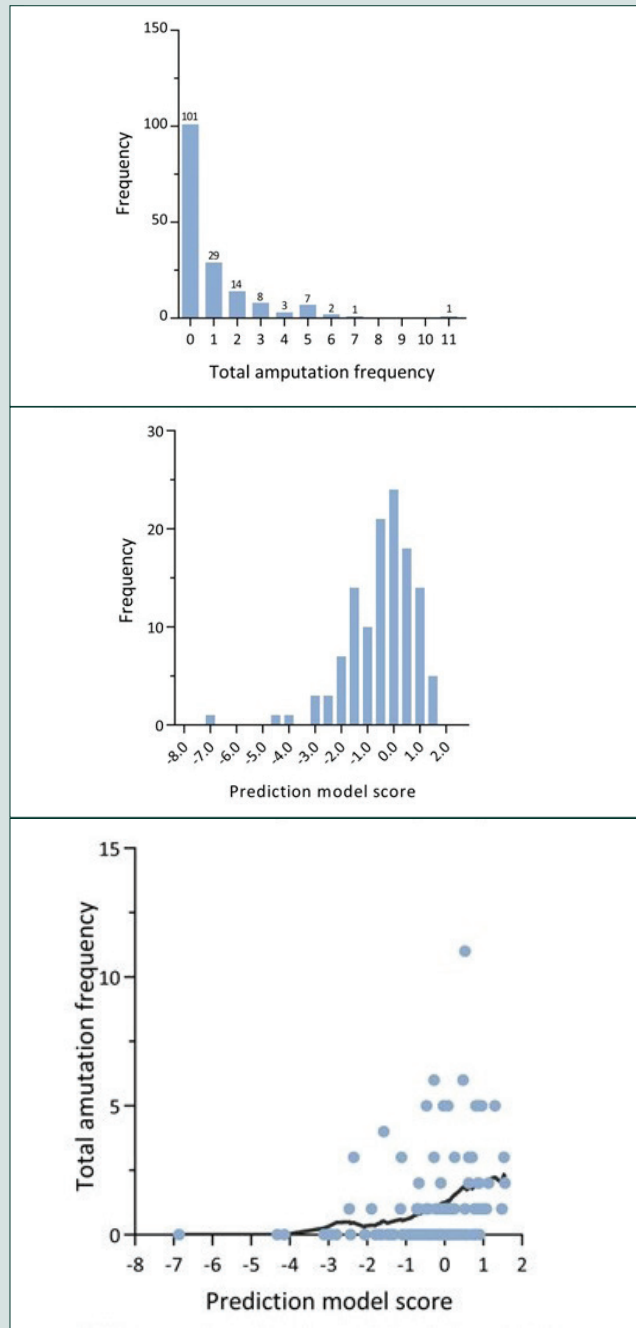 150
100
50
0
Frequency
101
29
14
8
3
7
2
1
1
0 1 2 3 4 5 6 7 8 9 10 11
Total amputation frequency
30
20
10
0
Frequency
-8.0 -7.0 -6.0 -5.0 -4.0 -3.0 -2.0 -1.0 0.0 1.0 2.0
Prediction model score
15
10
5
0
Total amutation frequency
-8 -7 -6 -5 -4 -3 -2 -1 0 1 2
Prediction model score